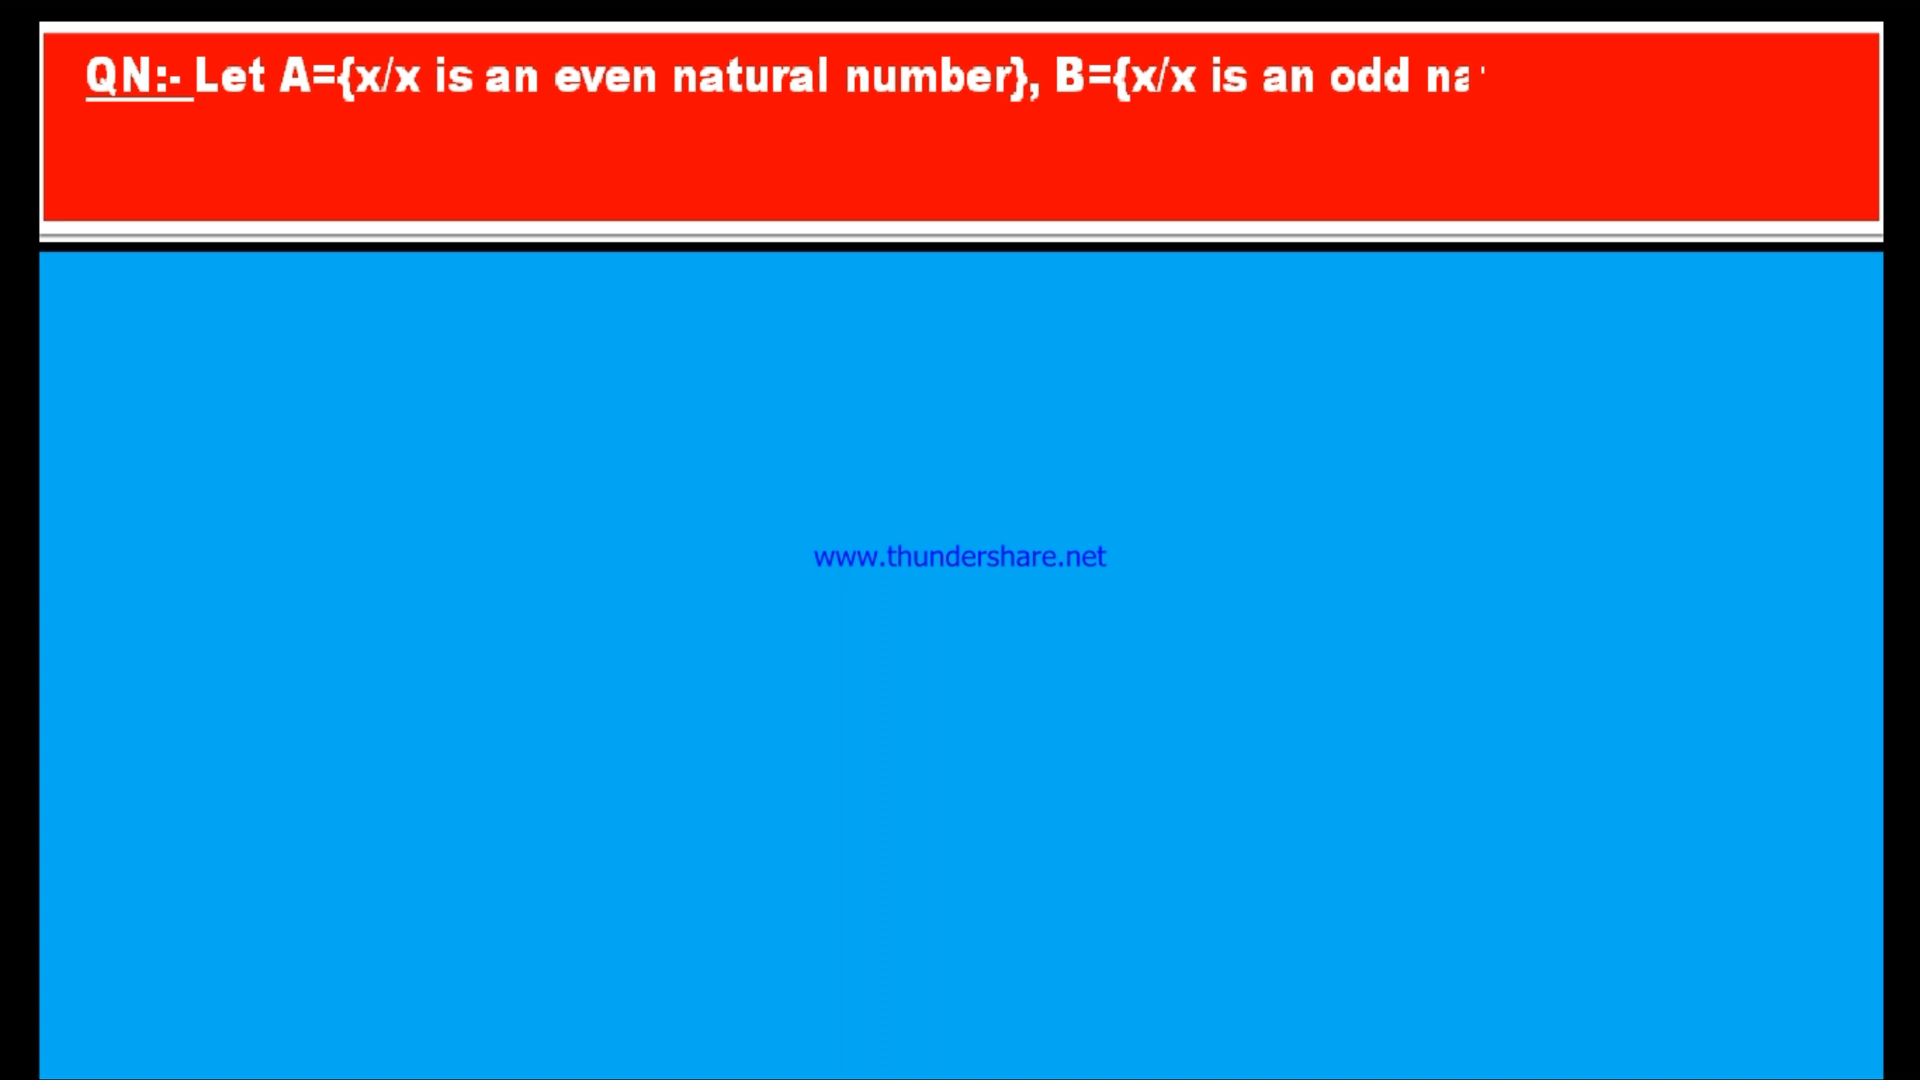 QN:- Let A={x/x is an even natural number}, B={x/x is an odd
www.thundershare.net